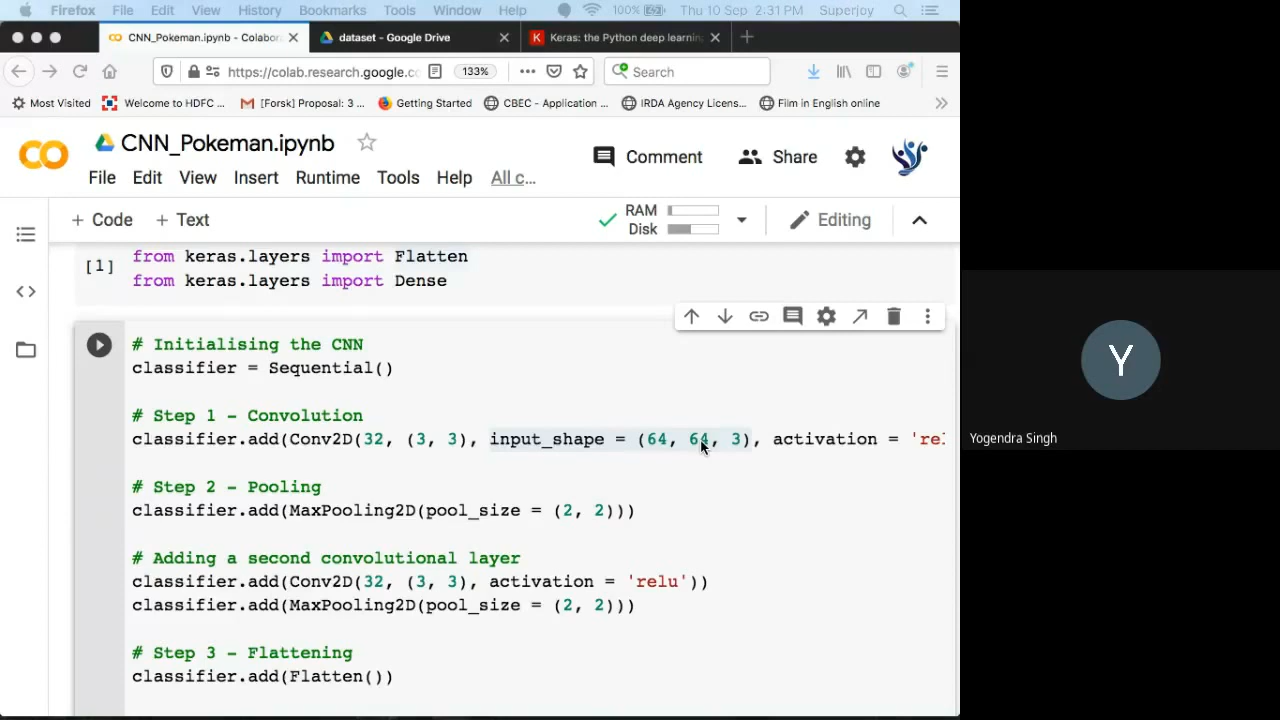 Firefox File Edit View History Bookmarks Tools Window Help 100% Thu 10 Sep 2:31 PM Superjoy
CNN_Pokeman.ipynb - Colabor
dataset - Google Drive
Keras: the Python deep learnin
https://colab.research.google.c 133% Search
Most Visited Welcome to HDFC ... [Forsk] Proposal: 3 ... Getting Started CBEC - Application ... IRDA Agency Licens... Film in English online
CNN_Pokeman.ipynb
Comment Share
File Edit View Insert Runtime Tools Help All c...
+ Code + Text RAM Disk Editing
[1]
from keras.layers import Flatten
from keras.layers import Dense
# Initialising the CNN
classifier = Sequential()
# Step 1 - Convolution
classifier.add(Conv2D(32, (3, 3), input_shape = (64, 64, 3), activation = 'rel
# Step 2 - Pooling
classifier.add(MaxPooling2D(pool_size = (2, 2)))
# Adding a second convolutional layer
classifier.add(Conv2D(32, (3, 3), activation = 'relu'))
classifier.add(MaxPooling2D(pool_size = (2, 2)))
# Step 3 - Flattening
classifier.add(Flatten())
Y
Yogendra Singh